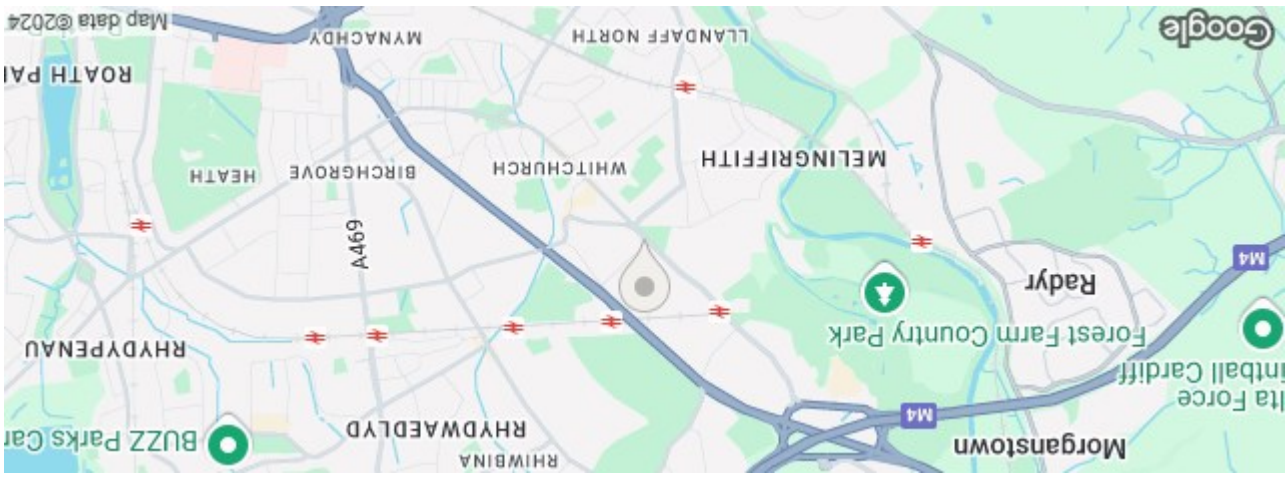 RHIWBINA
Morganstown
RHYDWAEDLYD
BUZZ Parks Car
M4
lta Force
intball Cardiff
Forest Farm Country Park
RHYDYPENAU
Radyr
M4
A469
MELINGRIFFITH
WHITCHURCH
BIRCHGROVE
HEATH
ROATH PA
LLANDAFF NORTH
MYNACHDY
Google
Map data ©2024